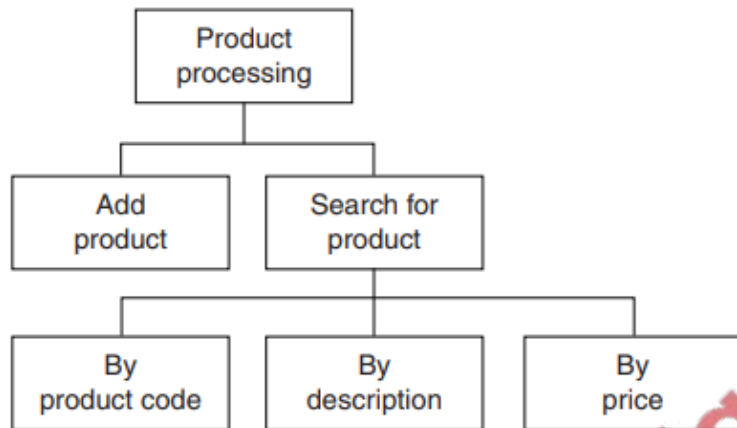 Product
processing
Add
product
Search for
product
By
product code
By
description
By
price